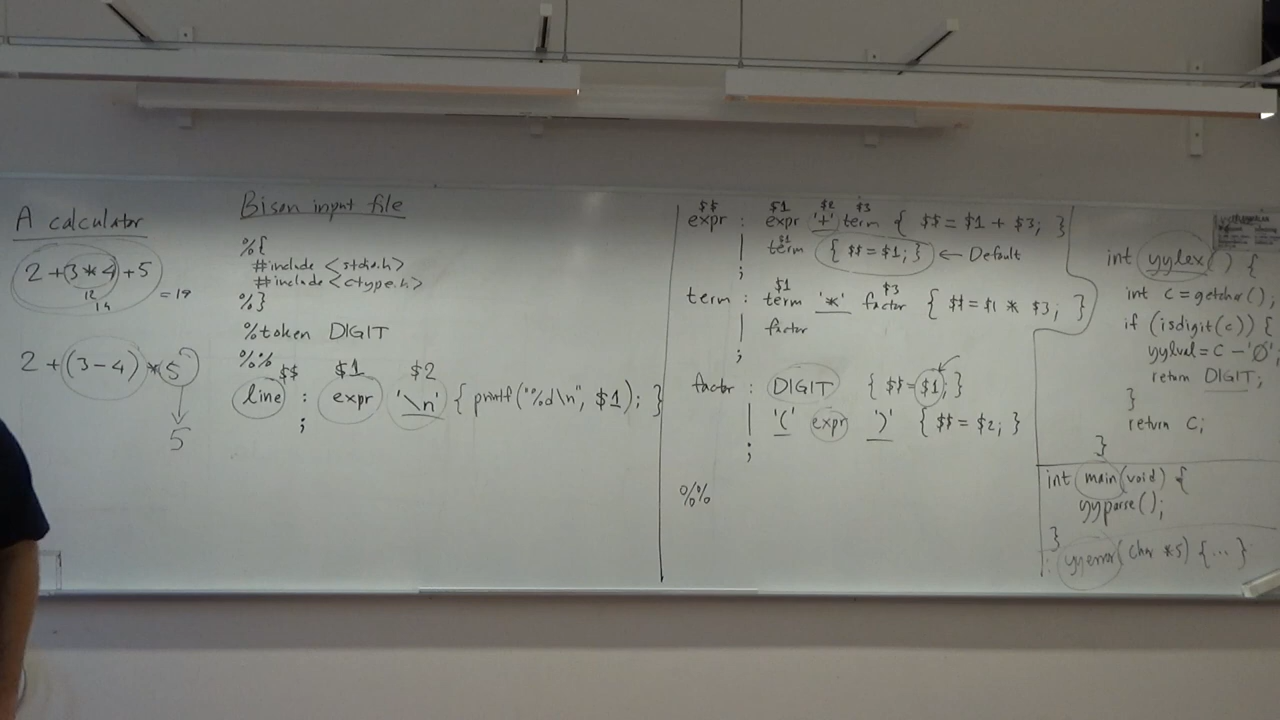 A calculator
2 + 3 * 4 + 5
12
14
= 19
2 + (3 - 4) * 5
5
Bison input file
%{
#include <stdio.h>
#include <ctype.h>
%}
%token DIGIT
%%
$$ $1 $2
line : expr '\n' { printf("%d\n", $1); }
;
$$ $1 $2 $3
expr : expr '+' term { $$ = $1 + $3; }
$1
| term { $$ = $1; } ← Default
;
$1 $3
term : term '*' factor { $$ = $1 * $3; }
| factor
;
factor : DIGIT { $$ = $1; }
| '(' expr ')' { $$ = $2; }
;
%%
int yylex() {
int c = getchar();
if (isdigit(c)) {
yylval = c - '0';
return DIGIT;
}
return c;
}
int main(void) {
yyparse();
}
yyerror(char *s) {...}